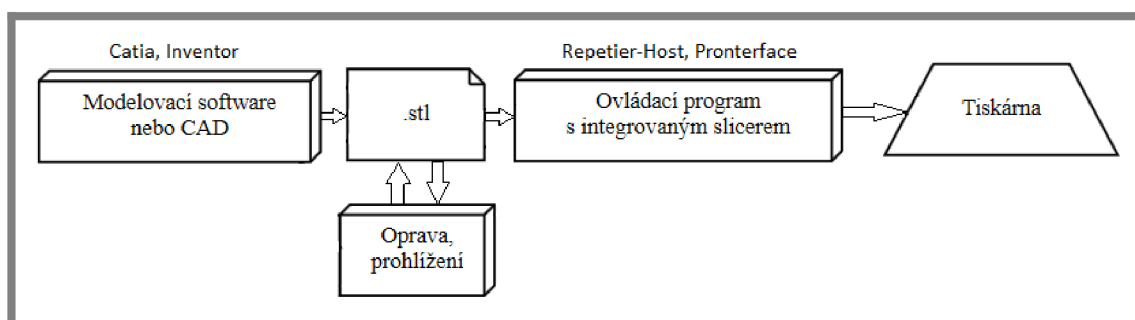 Catia, Inventor
Modelovací software
nebo CAD
.stl
Repetier-Host, Pronterface
Ovládací program
s integrovaným slicerem
Tiskárna
Oprava,
prohlížení